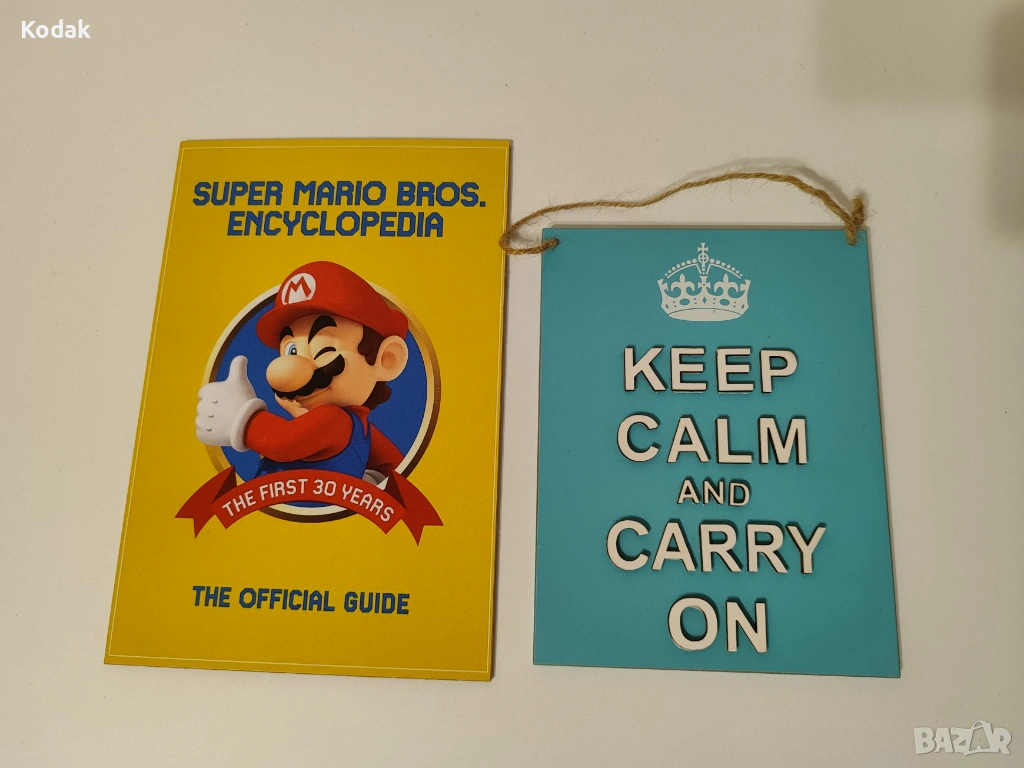 Kodak
SUPER MARIO BROS.
ENCYCLOPEDIA
M
THE FIRST 30 YEARS
THE OFFICIAL GUIDE
KEEP
CALM
AND
CARRY
ON
BAZAR